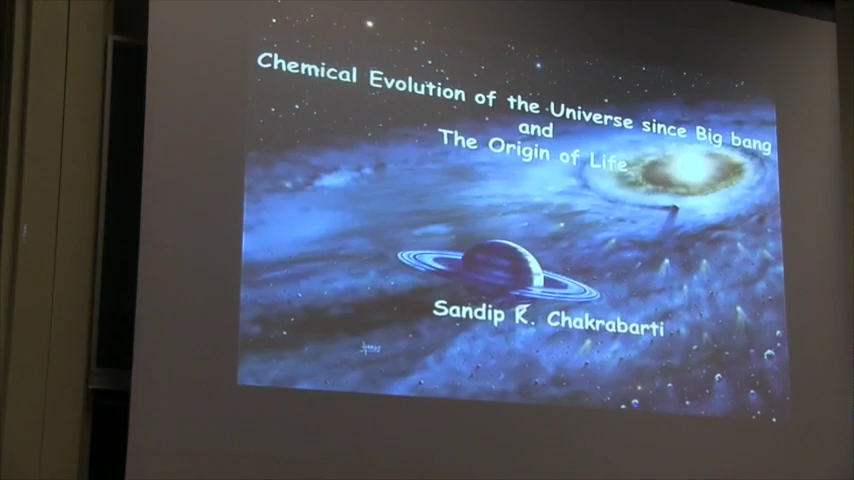 Chemical Evolution of the Universe since Big bang
and
The Origin of Life
Sandip K. Chakrabarti